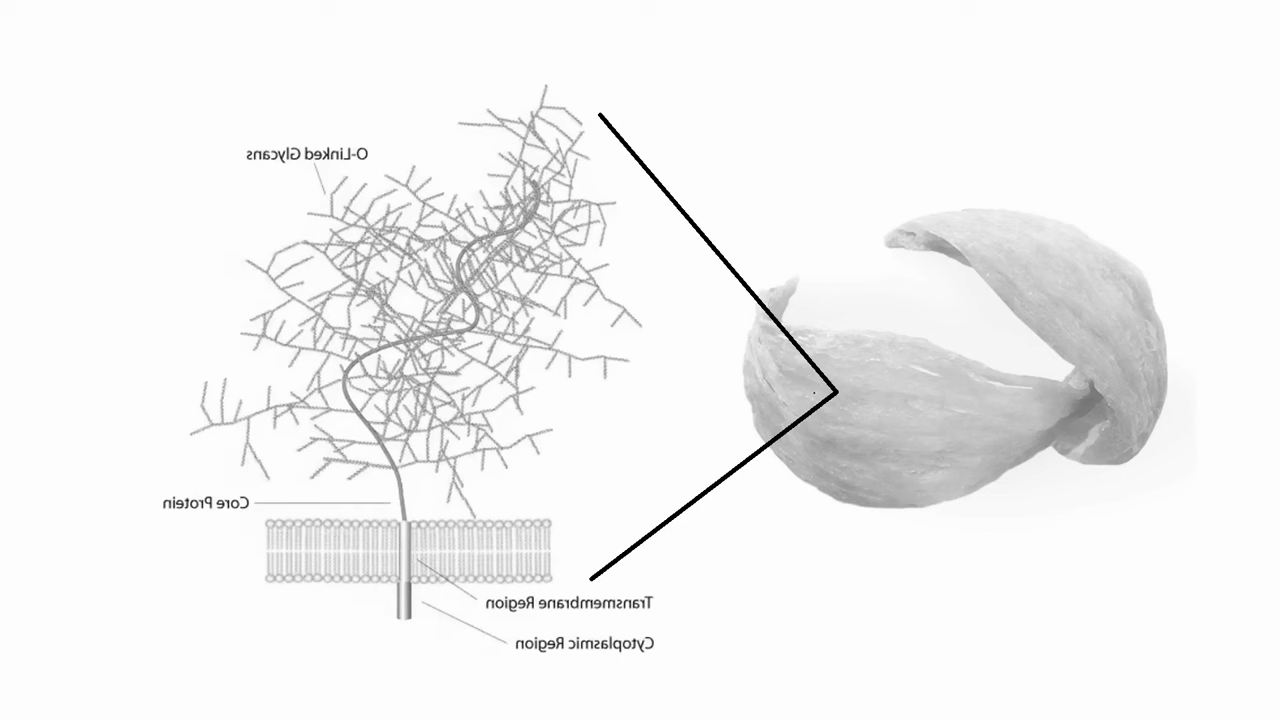 O-Linked Glycans
Core Protein
Transmembrane Region
Cytoplasmic Region